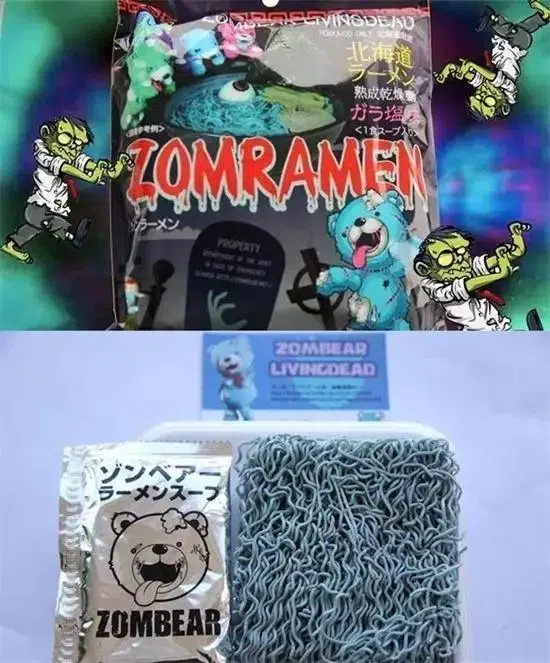 ZOMBEAR LIVINGDEAD
北海道
ラーメン
熟成乾燥麺
ガラ塩
<1食スープ入り>
ZOMRAMEN
ラーメン
PROPERTY
ZOMBEAR
LIVINGDEAD
ゾンベアー
ラーメンスープ
ZOMBEAR